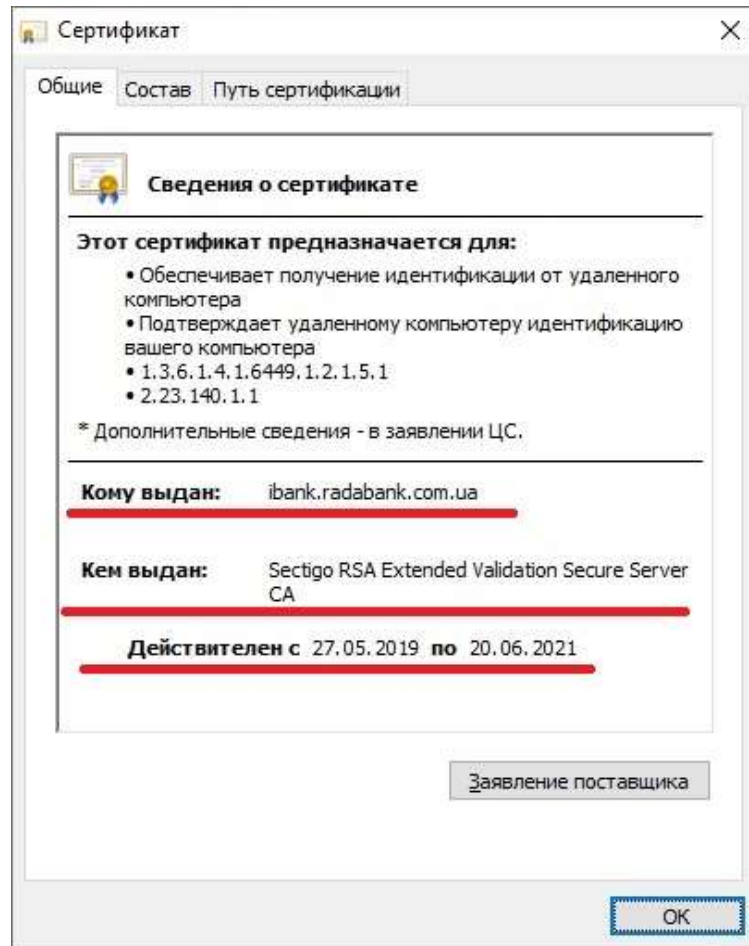 Сертификат
Общие Состав Путь сертификации
Сведения о сертификате
Этот сертификат предназначается для:
• Обеспечивает получение идентификации от удаленного
компьютера
• Подтверждает удаленному компьютеру идентификацию
вашего компьютера
• 1.3.6.1.4.1.6449.1.2.1.5.1
• 2.23.140.1.1
* Дополнительные сведения - в заявлении ЦС.
Кому выдан: ibank.radabank.com.ua
Кем выдан: Sectigo RSA Extended Validation Secure Server
CA
Действителен с 27.05.2019 по 20.06.2021
Заявление поставщика
OK